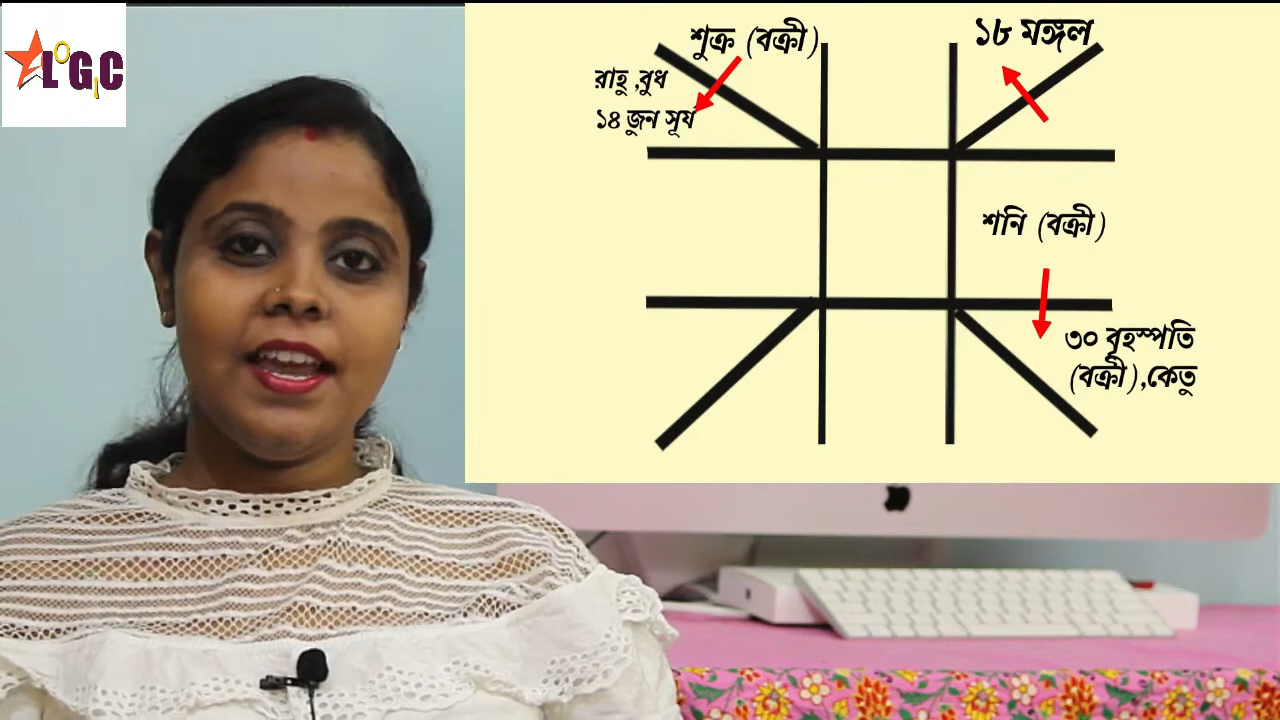 LOGIC
শুক্র (বক্রী)
রাহু ,বুধ
১৪ জুন সূর্য
১৮ মঙ্গল
শনি (বক্রী)
৩০ বৃহস্পতি
(বক্রী),কেতু